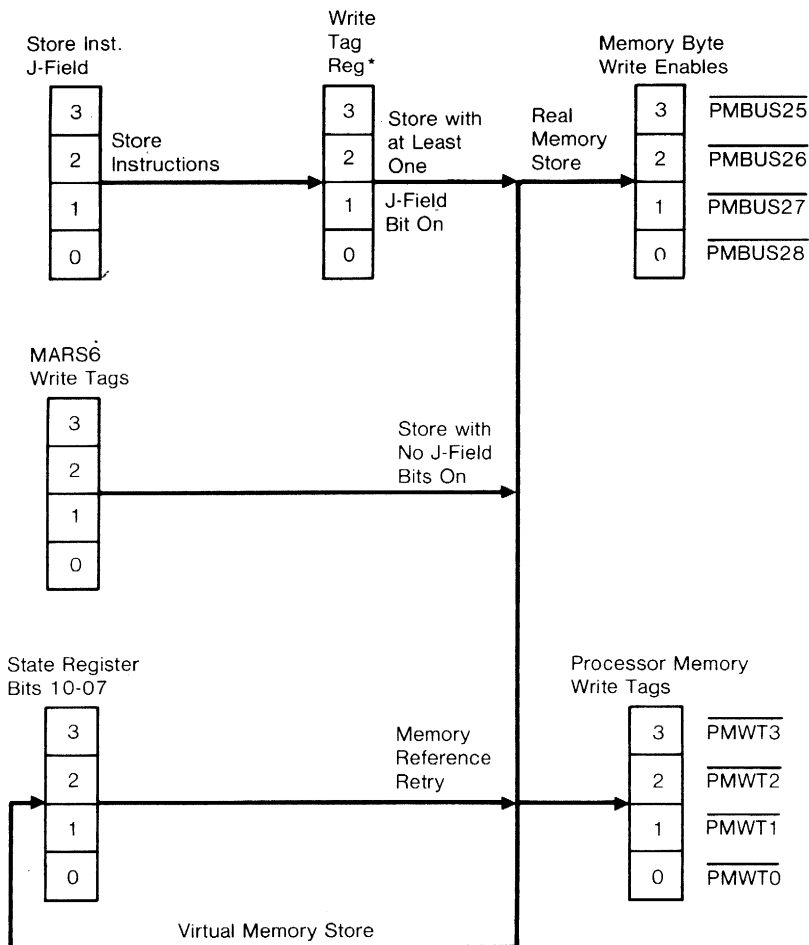 Write
Tag
Reg*
Store Inst.
J-Field
Memory Byte
Write Enables
3
2
1
0
Store
Instructions
3
2
1
0
Store with
at Least
One
J-Field
Bit On
Real
Memory
Store
3
2
1
0
PMBUS25
PMBUS26
PMBUS27
PMBUS28
MARS6
Write Tags
3
2
1
0
Store with
No J-Field
Bits On
State Register
Bits 10-07
3
2
1
0
Memory
Reference
Retry
Processor Memory
Write Tags
3
2
1
0
PMWT3
PMWT2
PMWT1
PMWT0
Virtual Memory Store